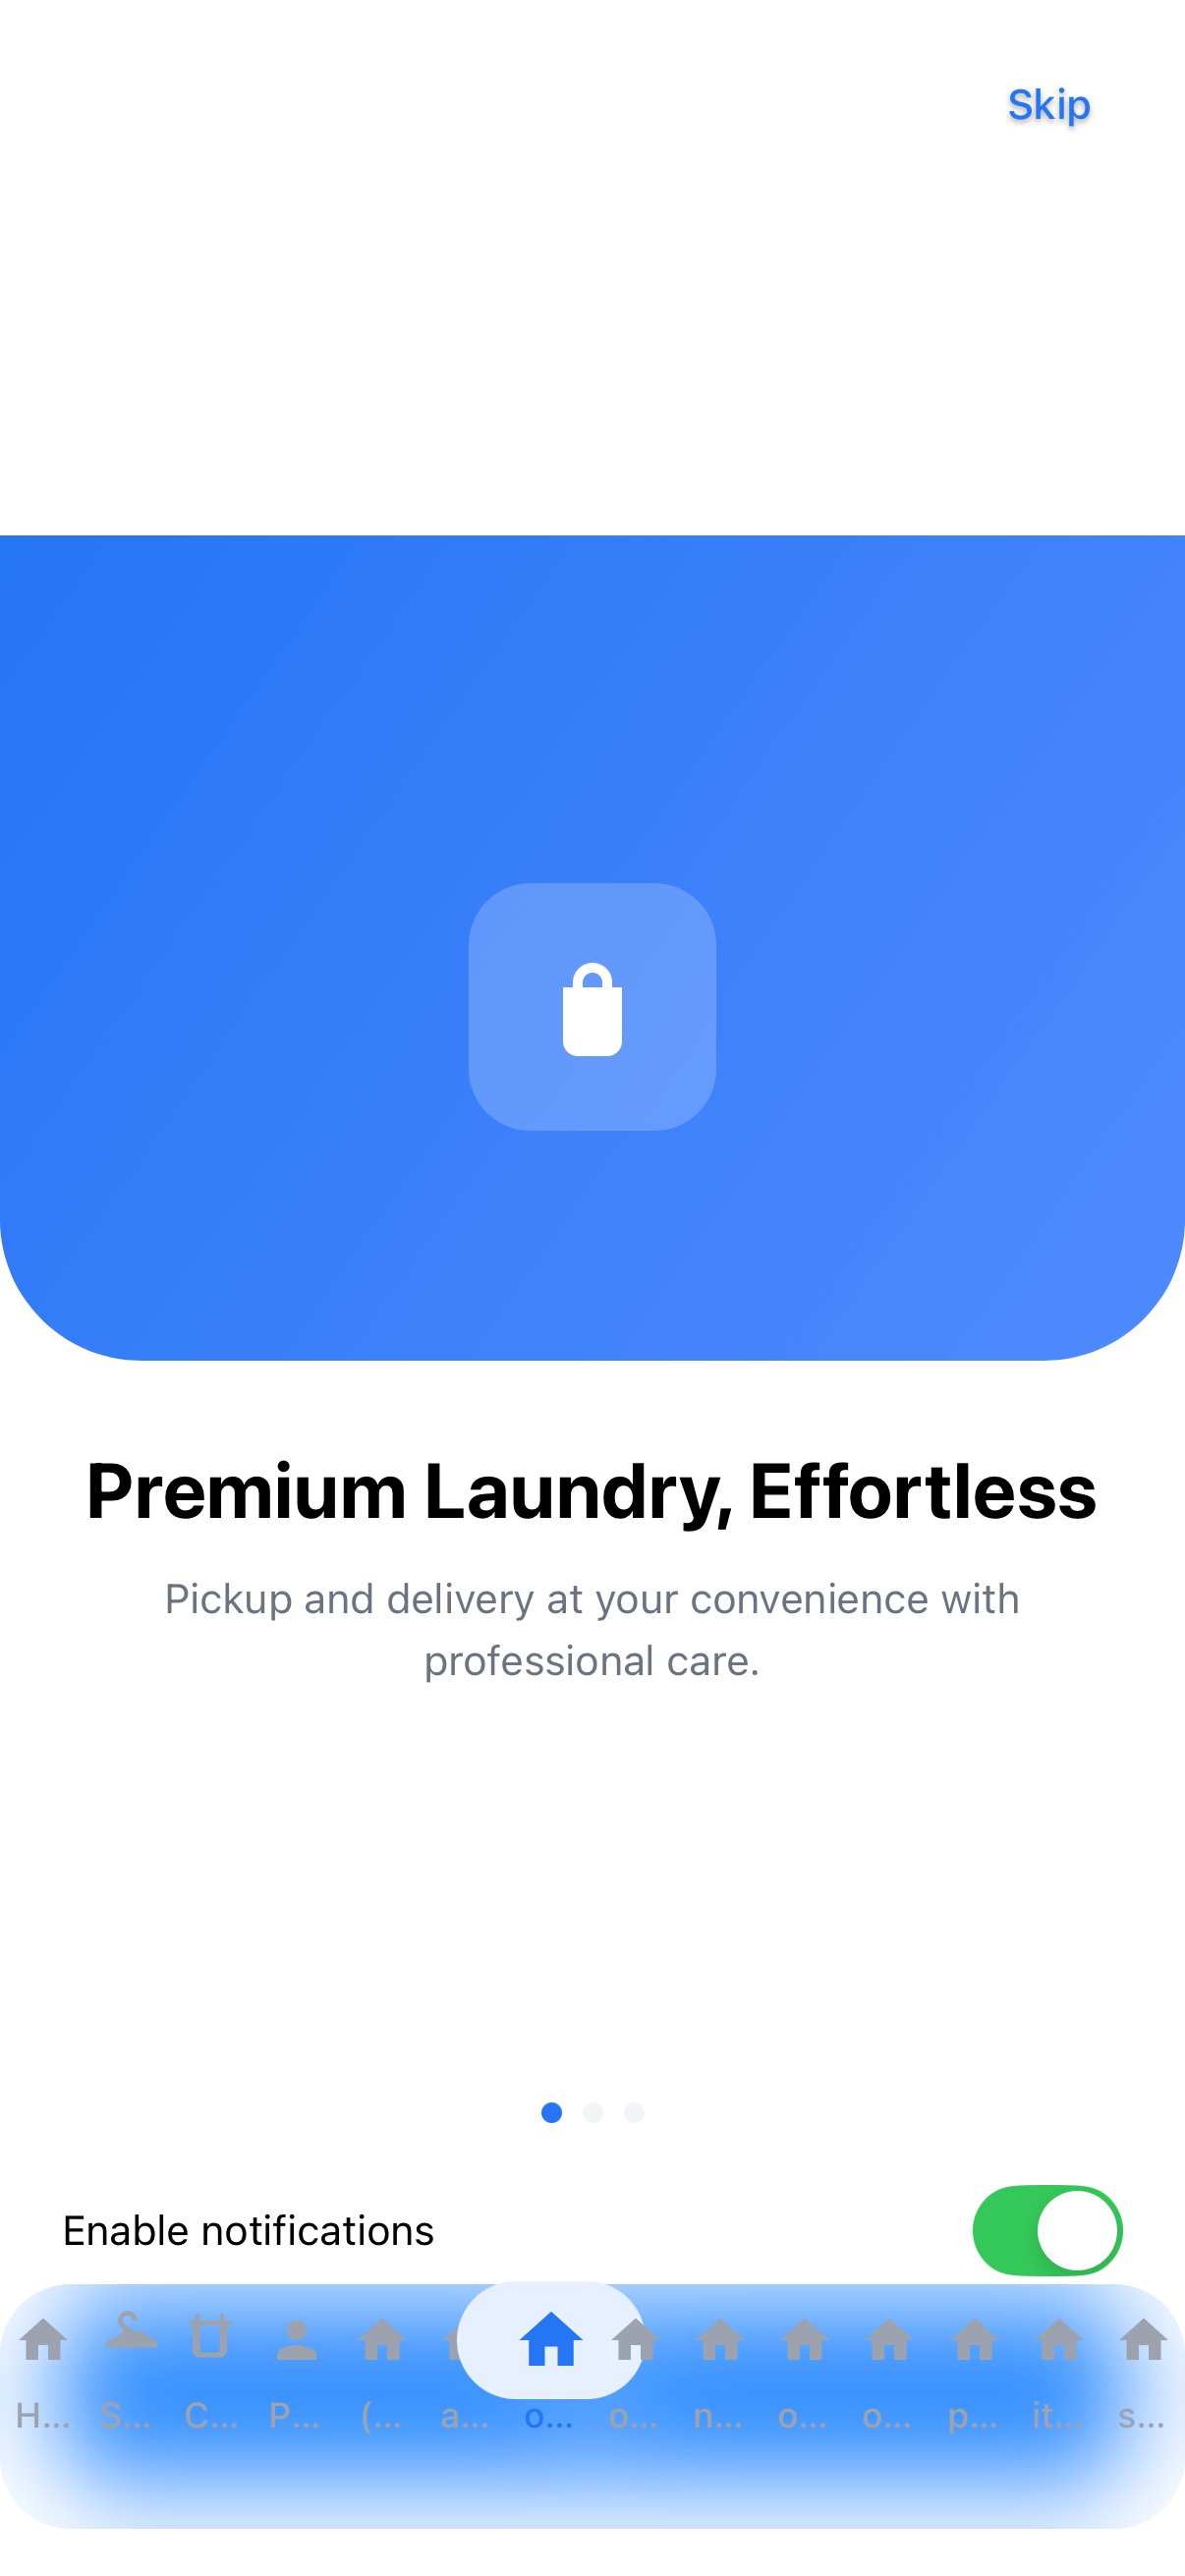 Skip
Premium Laundry, Effortless
Pickup and delivery at your convenience with
professional care.
Enable notifications
H... S... C... P... (... a... o... o... n... o... o... p... it... s...